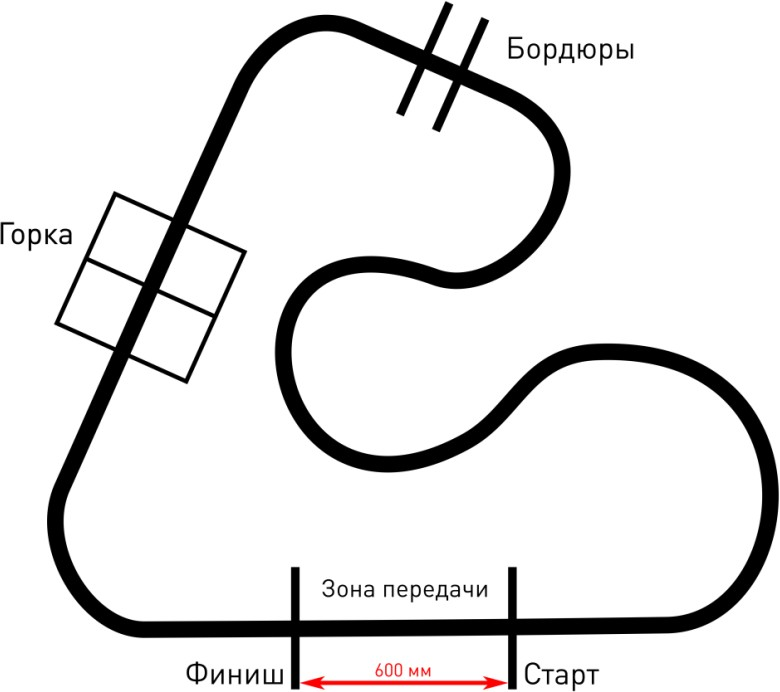 Бордюры
Горка
Зона передачи
Финиш
600 мм
Старт